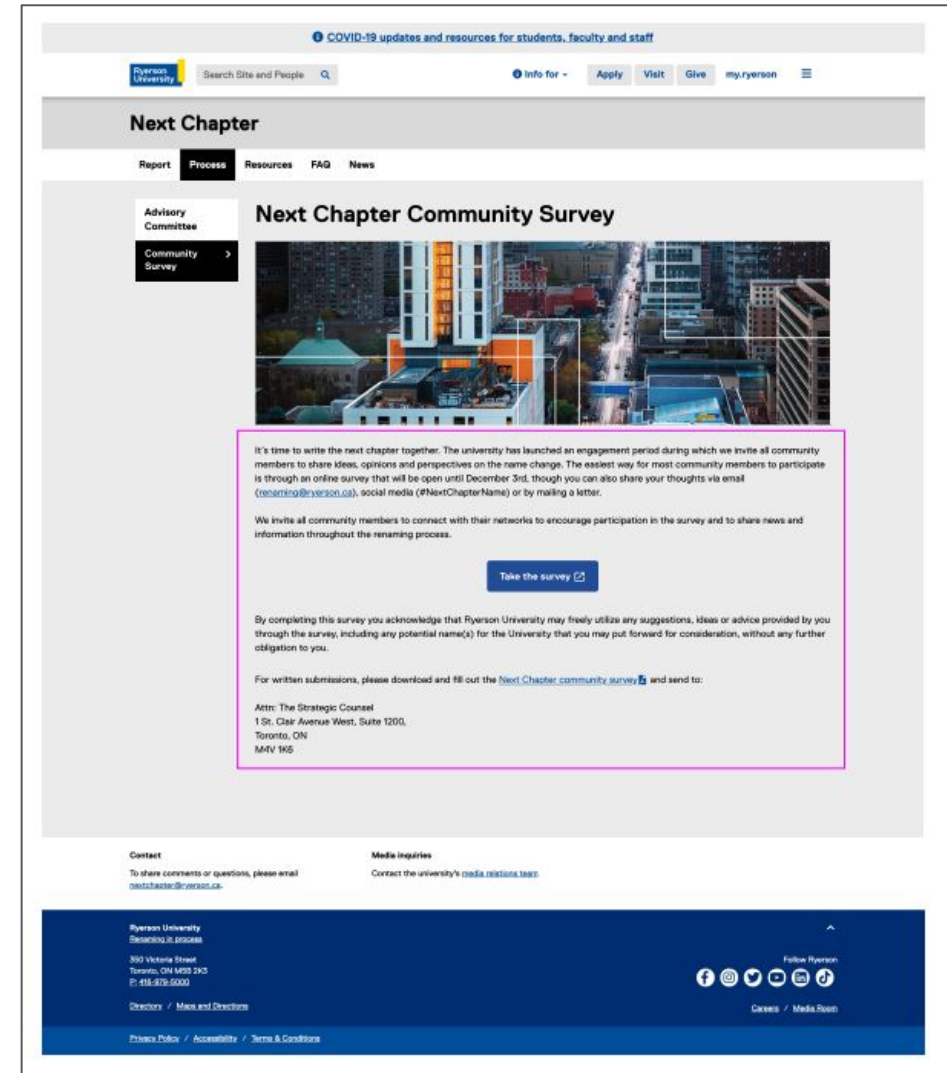 COVID-19 updates and resources for students, faculty and staff
Ryerson
University
Search Site and People
Info for
Apply
Visit
Give
my.ryerson
Next Chapter
Report
Process
Resources
FAQ
News
Advisory
Committee
Community
Survey
Next Chapter Community Survey
It's time to write the next chapter together. The university has launched an engagement period during which we invite all community
members to share ideas, opinions and perspectives on the name change. The easiest way for most community members to participate
is through an online survey that will be open until December 3rd, though you can also share your thoughts via email
(renaming@ryerson.ca), social media (#NextChapterName) or by mailing a letter.
We invite all community members to connect with their networks to encourage participation in the survey and to share news and
information throughout the renaming process.
Take the survey
By completing this survey you acknowledge that Ryerson University may freely utilize any suggestions, ideas or advice provided by you
through the survey, including any potential name(s) for the University that you may put forward for consideration, without any further
obligation to you.
For written submissions, please download and fill out the Next Chapter community survey and send to:
Attn: The Strategic Counsel
1 St. Clair Avenue West, Suite 1200,
Toronto, ON
M4V 1K6
Contact
To share comments or questions, please email
nextchapter@ryerson.ca.
Media inquiries
Contact the university's media relations team
Ryerson University
Renaming in process
350 Victoria Street
Toronto, ON M5B 2K3
P: 416-979-5000
Directory / Maps and Directions
Follow Ryerson
Careers / Media Room
Privacy Policy / Accessibility / Terms & Conditions